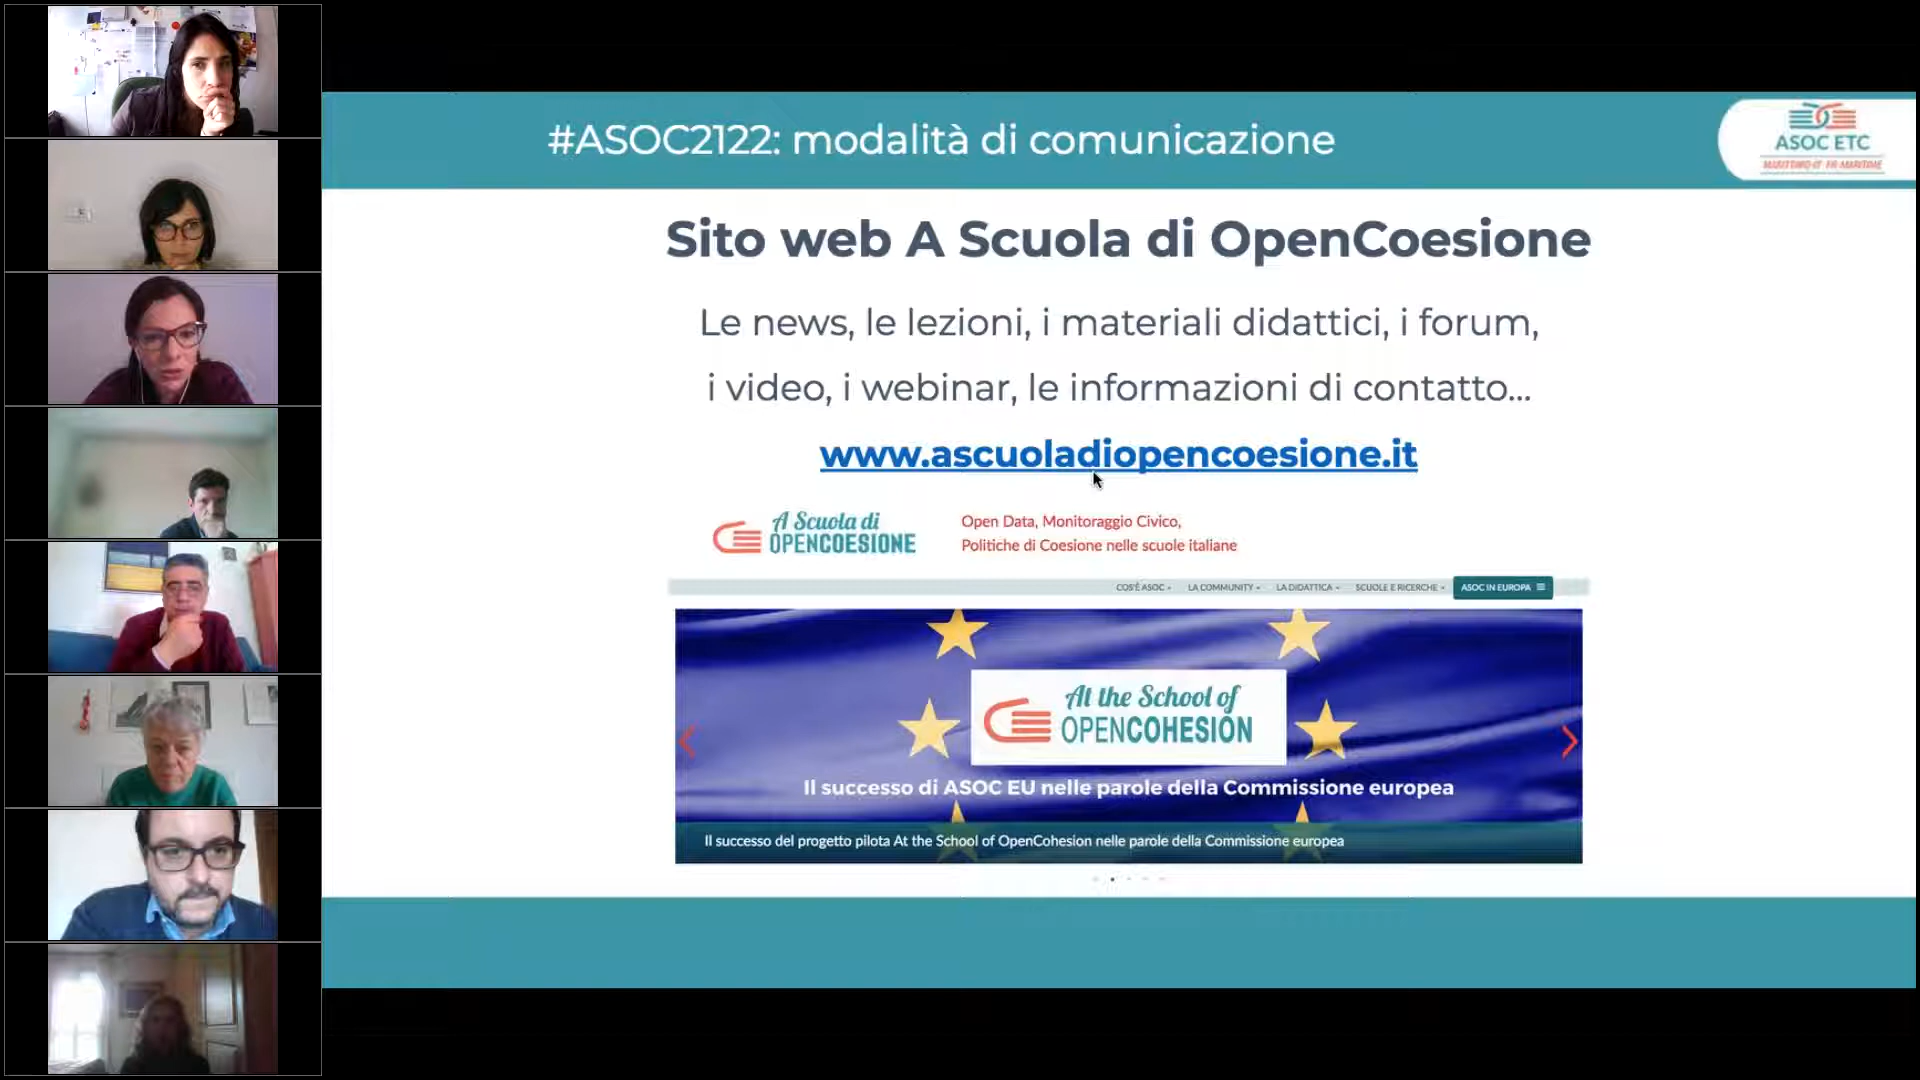 #ASOC2122: modalità di comunicazione
ASOC ETC
MARITTIMO-IT FR-MARITIME
Sito web A Scuola di OpenCoesione
Le news, le lezioni, i materiali didattici, i forum,
i video, i webinar, le informazioni di contatto...
www.ascuoladiopencoesione.it
A Scuola di
OPENCOESIONE
Open Data, Monitoraggio Civico,
Politiche di Coesione nelle scuole italiane
COS'È ASOC LA COMMUNITY LA DIDATTICA SCUOLE E RICERCHE ASOC IN EUROPA
At the School of
OPENCOHESION
Il successo di ASOC EU nelle parole della Commissione europea
Il successo del progetto pilota At the School of OpenCohesion nelle parole della Commissione europea